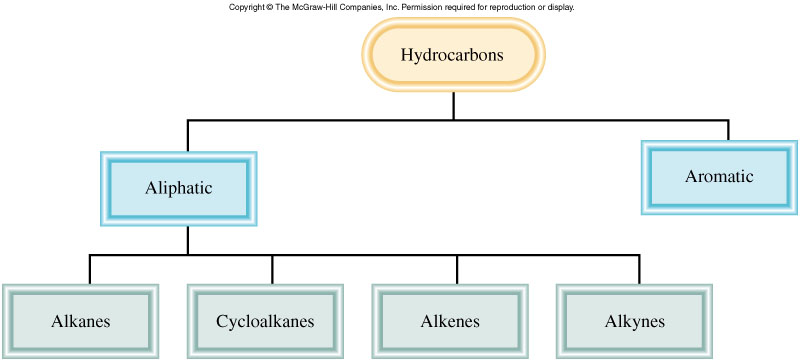 Copyright © The McGraw-Hill Companies, Inc. Permission required for reproduction or display.
Hydrocarbons
Aliphatic
Aromatic
Alkanes
Cycloalkanes
Alkenes
Alkynes